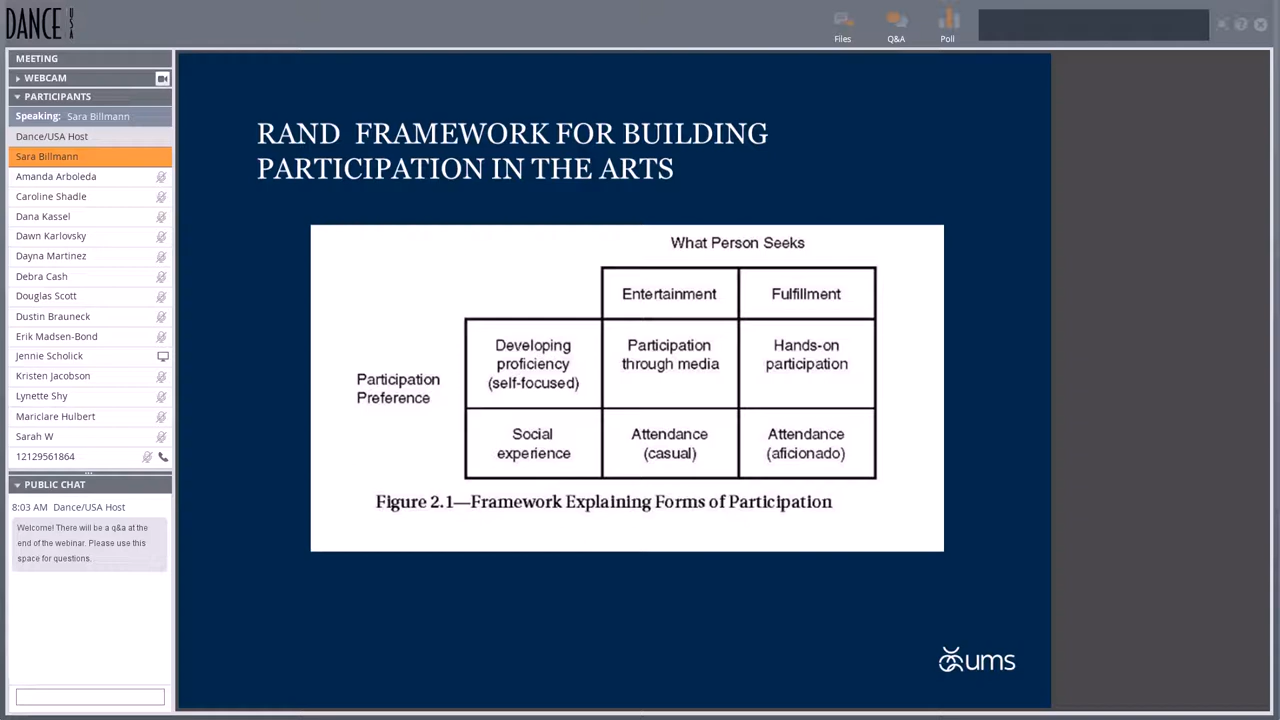 DANCE USA
Files
Q&A
Poll
MEETING
WEBCAM
PARTICIPANTS
Speaking: Sara Billmann
Dance/USA Host
Sara Billmann
Amanda Arboleda
Caroline Shadle
Dana Kassel
Dawn Karlovsky
Dayna Martinez
Debra Cash
Douglas Scott
Dustin Brauneck
Erik Madsen-Bond
Jennie Scholick
Kristen Jacobson
Lynette Shy
Mariclare Hulbert
Sarah W
12129561864
PUBLIC CHAT
8:03 AM Dance/USA Host
Welcome! There will be a q&a at the
end of the webinar. Please use this
space for questions.
RAND FRAMEWORK FOR BUILDING
PARTICIPATION IN THE ARTS
What Person Seeks
Entertainment
Fulfillment
Participation
Preference
Developing
proficiency
(self-focused)
Participation
through media
Hands-on
participation
Social
experience
Attendance
(casual)
Attendance
(aficionado)
Figure 2.1—Framework Explaining Forms of Participation
ums